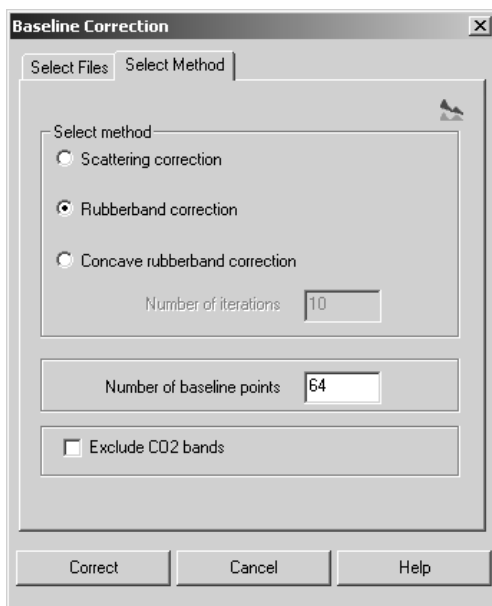 Baseline Correction
Select Files Select Method
Select method
Scattering correction
Rubberband correction
Concave rubberband correction
Number of iterations 10
Number of baseline points 64
Exclude CO2 bands
Correct Cancel Help